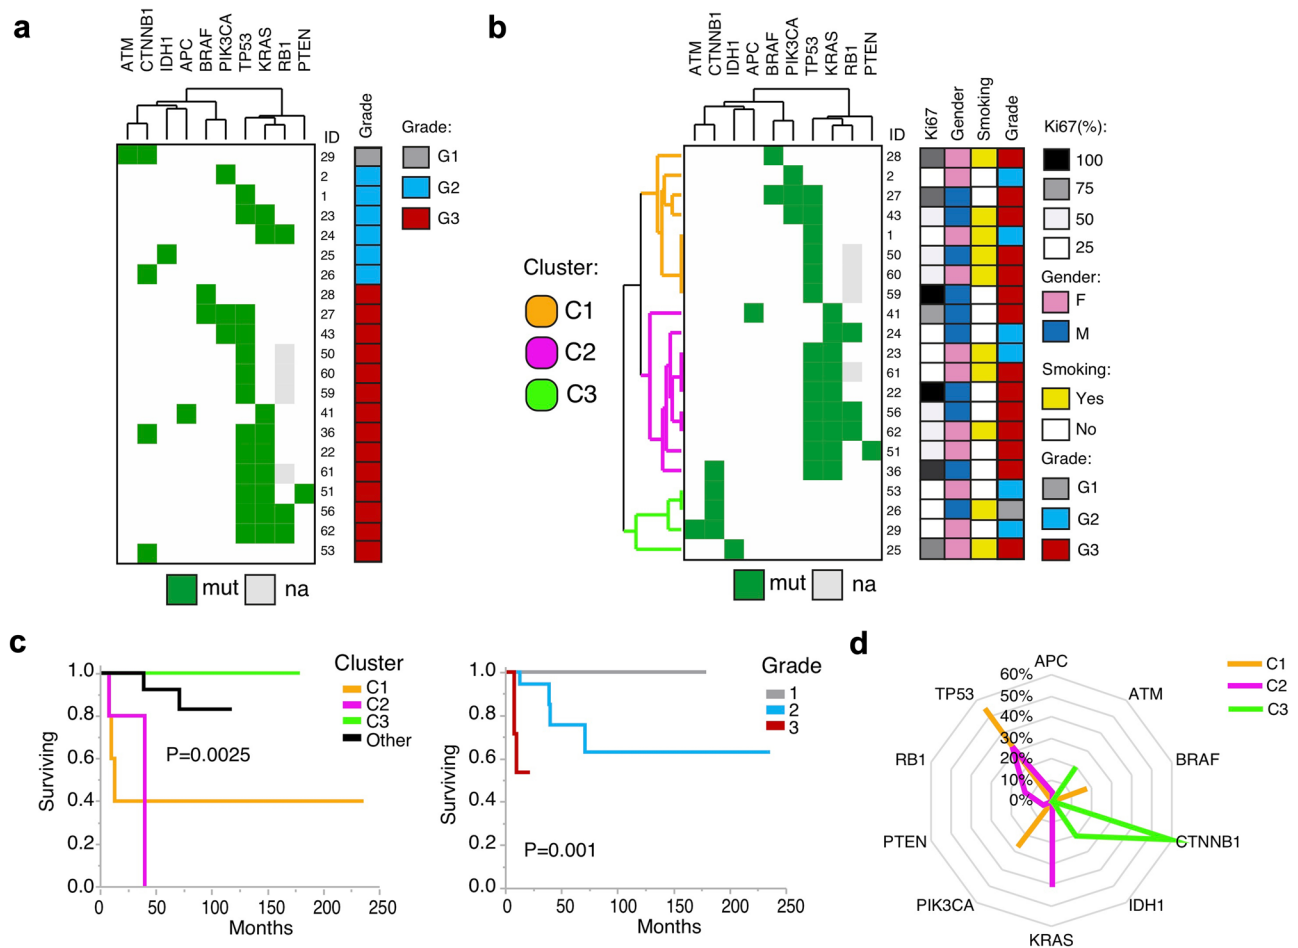 a
ATM
CTNNB1
IDH1
APC
BRAF
PIK3CA
TP53
KRAS
RB1
PTEN
ID
Grade
29
2
1
23
24
25
26
28
27
43
50
60
59
41
36
22
61
51
56
62
53
Grade:
G1
G2
G3
mut
na
b
ATM
CTNNB1
IDH1
APC
BRAF
PIK3CA
TP53
KRAS
RB1
PTEN
ID
Ki67
Gender
Smoking
Grade
Cluster:
C1
C2
C3
28
2
27
43
1
50
60
59
41
24
23
61
22
56
62
51
36
53
26
29
25
Ki67(%):
100
75
50
25
Gender:
F
M
Smoking:
Yes
No
Grade:
G1
G2
G3
mut
na
c
Surviving
1.0
0.8
0.6
0.4
0.2
0.0
0 50 100 150 200 250
Months
P=0.0025
Cluster
C1
C2
C3
Other
Surviving
1.0
0.8
0.6
0.4
0.2
0.0
0 50 100 150 200 250
Months
P=0.001
Grade
1
2
3
d
APC
ATM
BRAF
CTNNB1
IDH1
KRAS
PIK3CA
PTEN
RB1
TP53
60%
50%
40%
30%
20%
10%
0%
C1
C2
C3